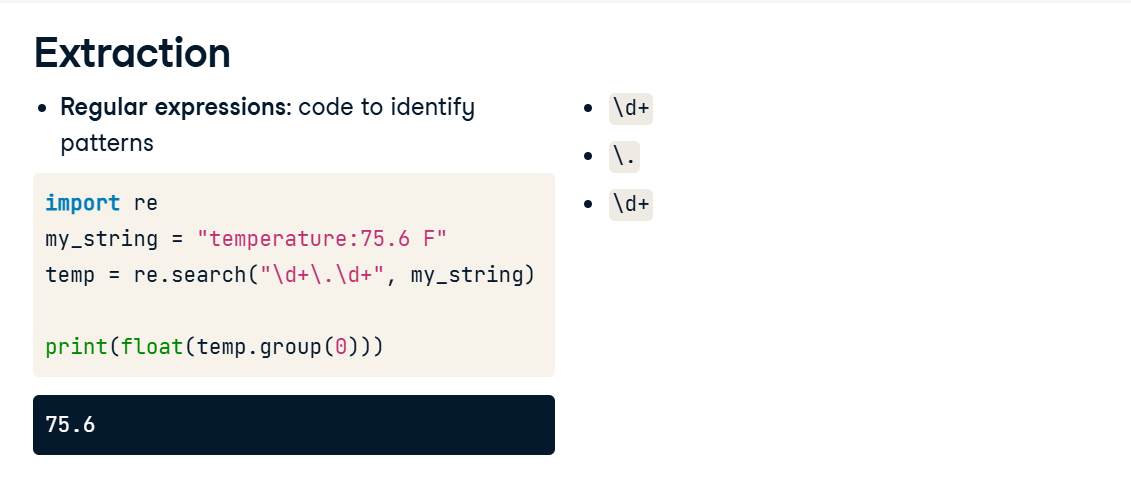 Extraction
• Regular expressions: code to identify
patterns
import re
my_string = "temperature:75.6 F"
temp = re.search("\d+\.\d+", my_string)
print(float(temp.group(0)))
75.6
• \d+
• \.
• \d+